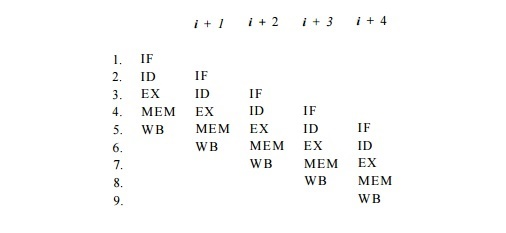 i + 1 i + 2 i + 3 i + 4
1. IF
2. ID IF
3. EX ID IF
4. MEM EX ID IF
5. WB MEM EX ID IF
6. WB MEM EX ID
7. WB MEM EX
8. WB MEM
9. WB